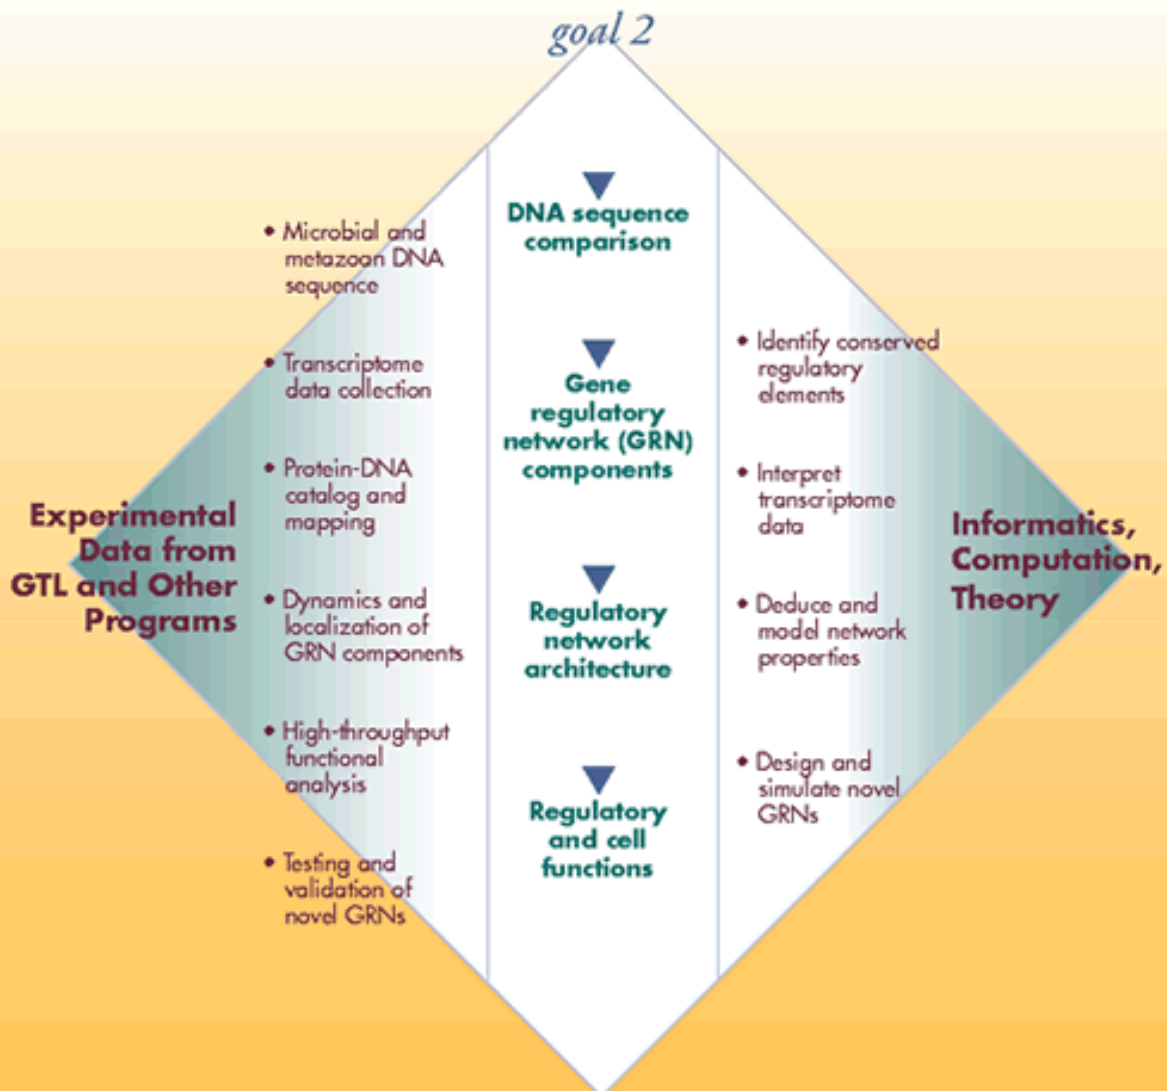 goal 2
Experimental
Data from
GTL and Other
Programs
• Microbial and
metazoan DNA
sequence
• Transcriptome
data collection
• Protein-DNA
catalog and
mapping
• Dynamics and
localization of
GRN components
• High-throughput
functional
analysis
• Testing and
validation of
novel GRNs
DNA sequence
comparison
Gene
regulatory
network (GRN)
components
Regulatory
network
architecture
Regulatory
and cell
functions
• Identify conserved
regulatory
elements
• Interpret
transcriptome
data
• Deduce and
model network
properties
• Design and
simulate novel
GRNs
Informatics,
Computation,
Theory